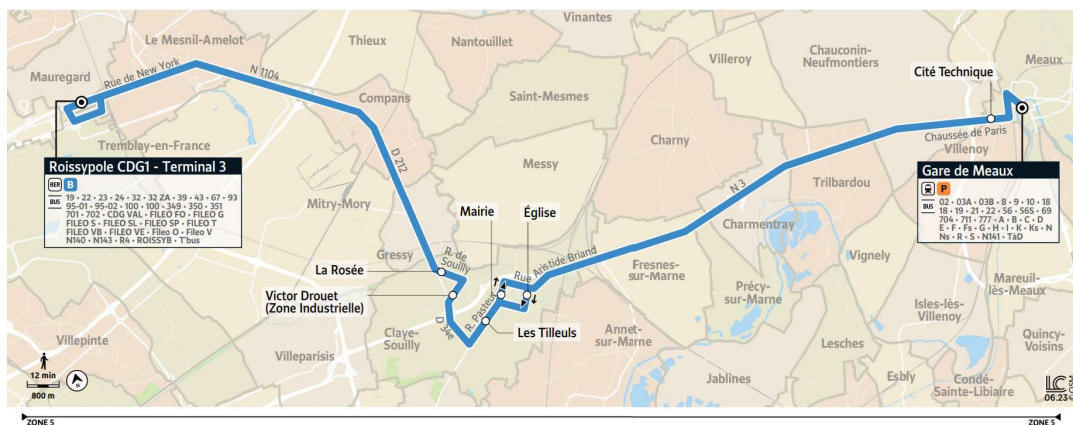 Vinantes
Le Mesnil-Amelot
Thieux
Nantouillet
Chauconin-
Neufmontiers
Villeroy
Meaux
Cité Technique
Mauregard
Rue de New York
N 1104
Compans
Saint-Mesmes
Chaussée de Paris
Villenoy
Tremblay-en-France
Charny
Roissypole CDG1 - Terminal 3
RER B
BUS
19 • 22 • 23 • 24 • 32 • 32 ZA • 39 • 43 • 67 • 93
95-01 • 95-02 • 100 • 100 • 349 • 350 • 351
701 • 702 • CDG VAL • FILEO FO • FILEO G
FILEO S • FILEO SL • FILEO SP • FILEO T
FILEO VB • FILEO VE • Fileo O • Fileo V
N140 • N143 • R4 • ROISSYB • T'bus
D 212
Messy
N 3
Trilbardou
Gare de Meaux
P
BUS
02 • 03A • 03B • 8 • 9 • 10 • 18
18 • 19 • 21 • 22 • 56 • 56S • 69
704 • 711 • 777 • A • B • C • D
E • F • Fs • G • H • I • K • Ks • N
Ns • R • S • N141 • TàD
Mitry-Mory
Mairie
Église
Charmentray
Gressy
R. de
Souilly
Rue Aristide Briand
Vignely
La Rosée
Fresnes-
sur-Marne
Précy-
sur-Marne
Mareuil-
lès-Meaux
Victor Drouet
(Zone Industrielle)
R. Pasteur
Isles-lès-
Villenoy
D 34e
Les Tilleuls
Claye-
Souilly
Annet-
sur-Marne
Villepinte
Villeparisis
Lesches
Quincy-
Voisins
Jablines
Esbly
Condé-
Sainte-Libiaire
12 min
800 m
N
LC
06.23
©OSM
ZONE 5
ZONE 5